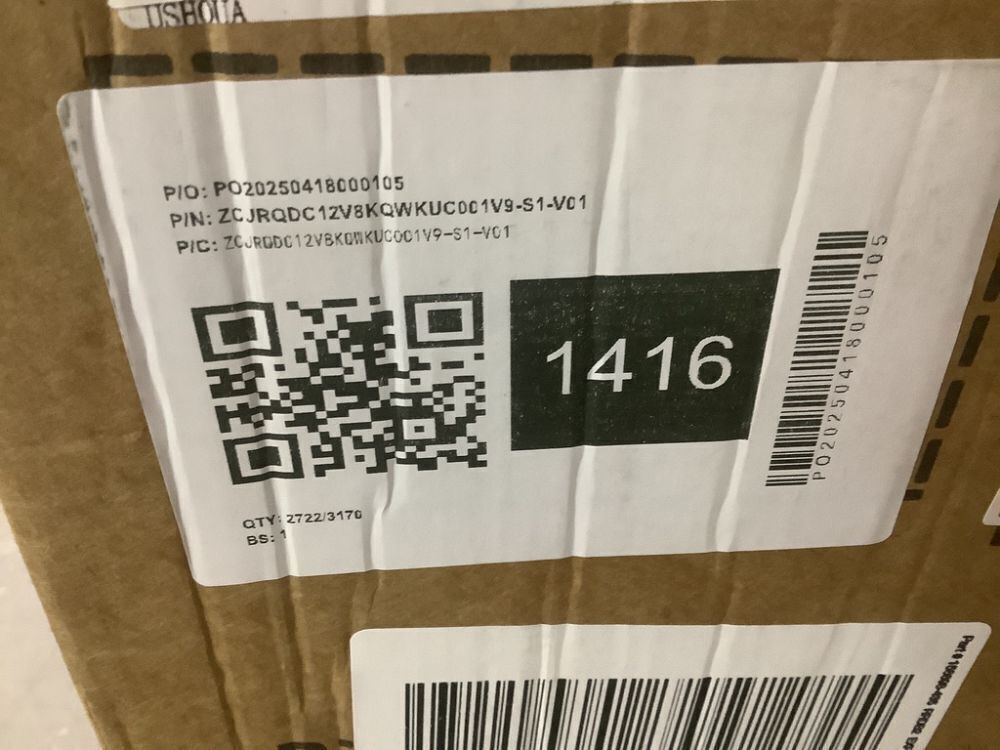 USHOUA
P/O: PO20250418000105
P/N: ZCJRQDC12V8KQWKUC001V9-S1-V01
P/C: ZCJRQDC12V8KQWKUC001V9-S1-V01
1416
PO20250418000105
QTY: 2722/3170
BS: 1